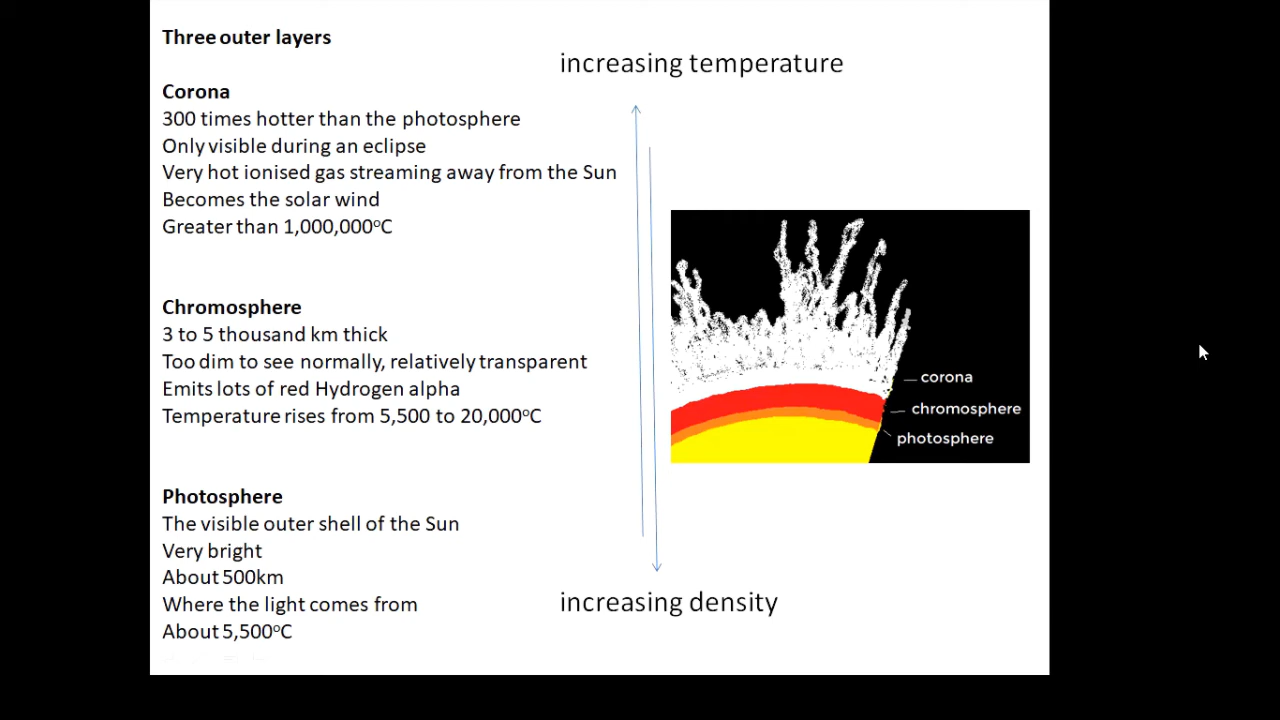 Three outer layers
increasing temperature
Corona
300 times hotter than the photosphere
Only visible during an eclipse
Very hot ionised gas streaming away from the Sun
Becomes the solar wind
Greater than 1,000,000°C
Chromosphere
3 to 5 thousand km thick
Too dim to see normally, relatively transparent
Emits lots of red Hydrogen alpha
Temperature rises from 5,500 to 20,000°C
corona
chromosphere
photosphere
Photosphere
The visible outer shell of the Sun
Very bright
About 500km
Where the light comes from
About 5,500°C
increasing density